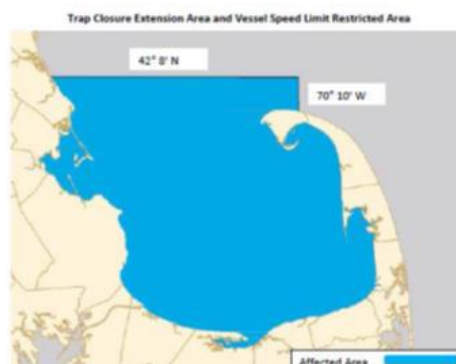 Trap Closure Extension Area and Vessel Speed Limit Restricted Area
42° 8' N
70° 10' W
Affected Area